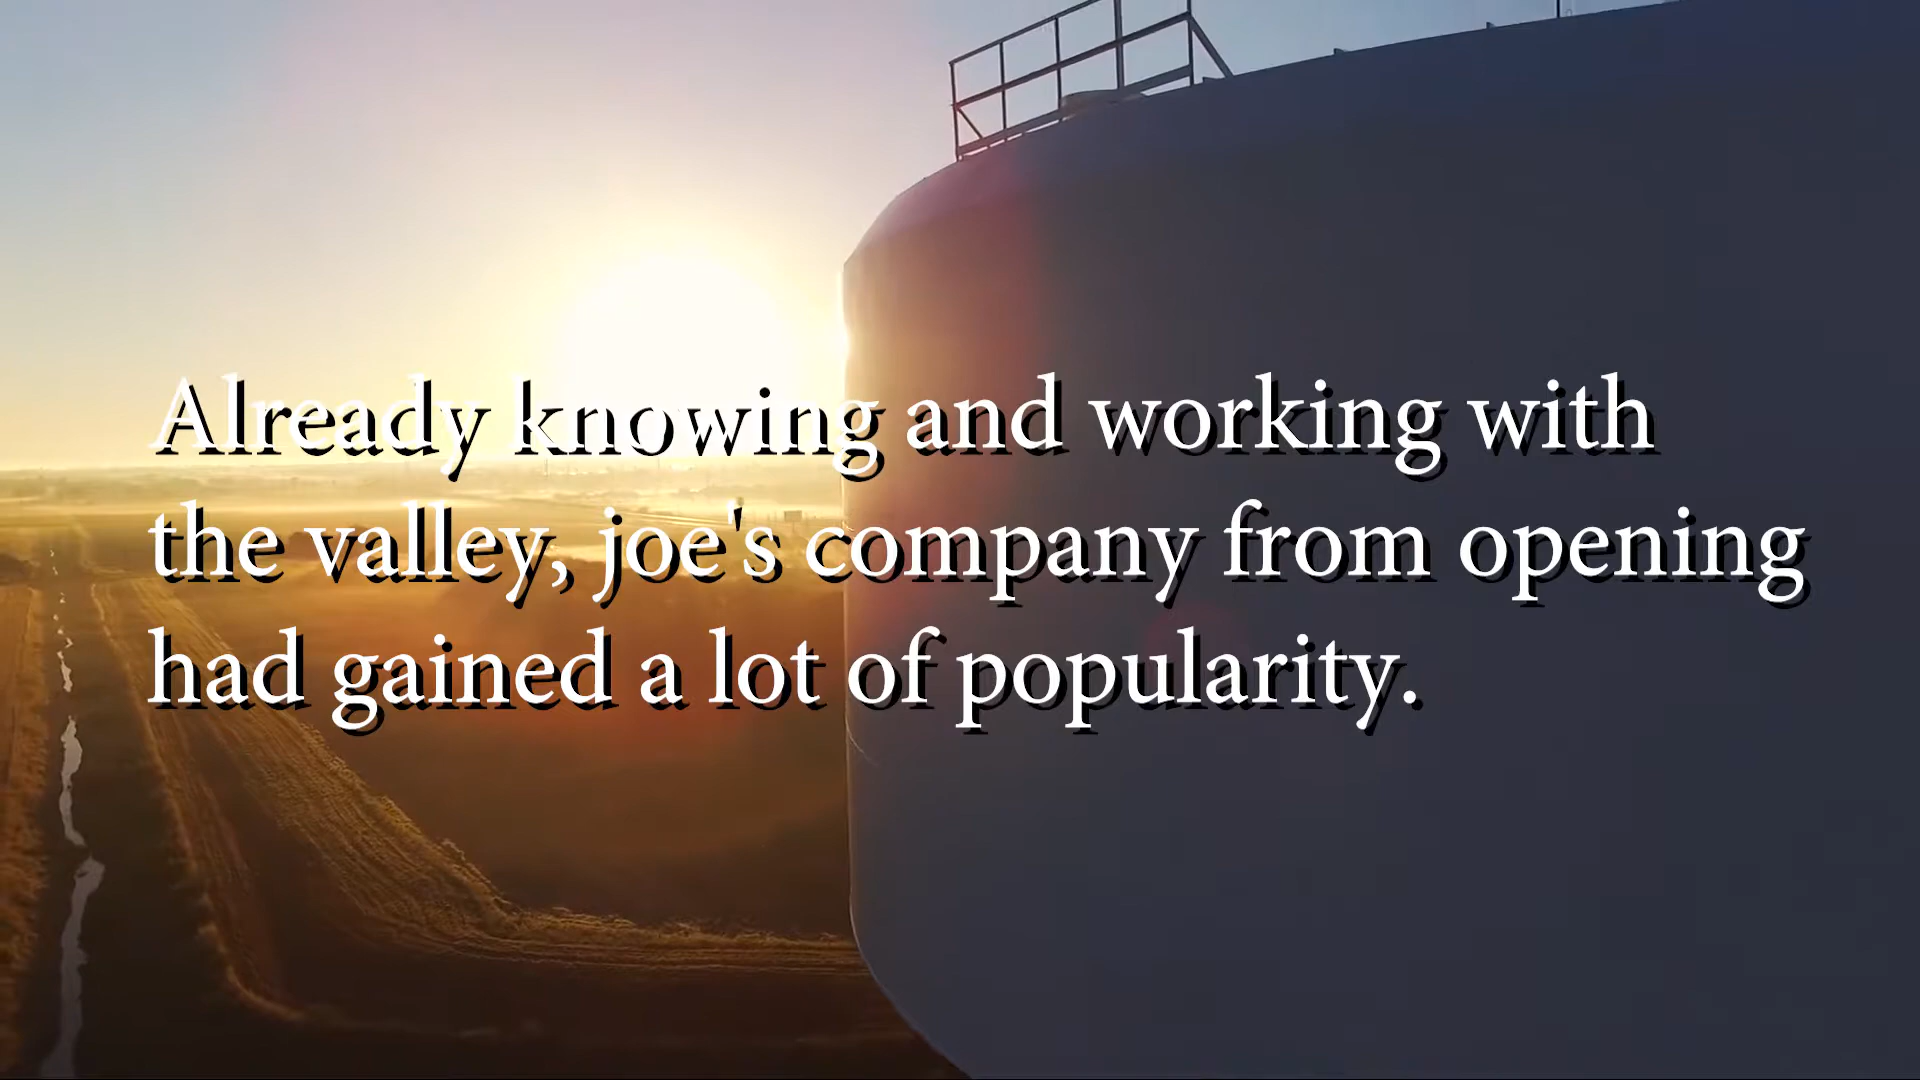 Already knowing and working with
the valley, joe's company from opening
had gained a lot of popularity.